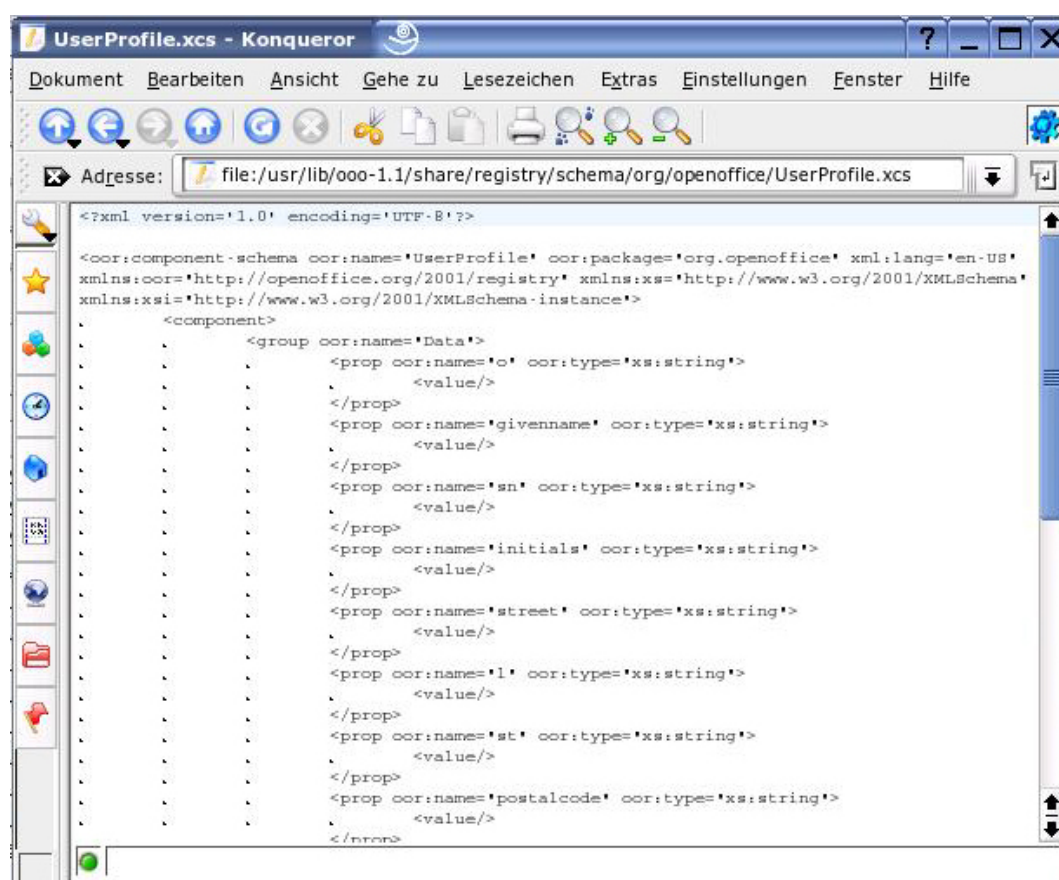 UserProfile.xcs - Konqueror
Dokument Bearbeiten Ansicht Gehe zu Lesezeichen Extras Einstellungen Fenster Hilfe
Adresse: file:/usr/lib/ooo-1.1/share/registry/schema/org/openoffice/UserProfile.xcs
<?xml version='1.0' encoding='UTF-8'?>
<oor:component-schema oor:name="UserProfile" oor:package="org.openoffice" xml:lang="en-US"
xmlns:oor="http://openoffice.org/2001/registry" xmlns:xs="http://www.w3.org/2001/XMLSchema"
xmlns:xsi="http://www.w3.org/2001/XMLSchema-instance">
<component>
<group oor:name="Data">
<prop oor:name="o" oor:type="xs:string">
<value/>
</prop>
<prop oor:name="givenname" oor:type="xs:string">
<value/>
</prop>
<prop oor:name="sn" oor:type="xs:string">
<value/>
</prop>
<prop oor:name="initials" oor:type="xs:string">
<value/>
</prop>
<prop oor:name="street" oor:type="xs:string">
<value/>
</prop>
<prop oor:name="l" oor:type="xs:string">
<value/>
</prop>
<prop oor:name="st" oor:type="xs:string">
<value/>
</prop>
<prop oor:name="postalcode" oor:type="xs:string">
<value/>
</prop>